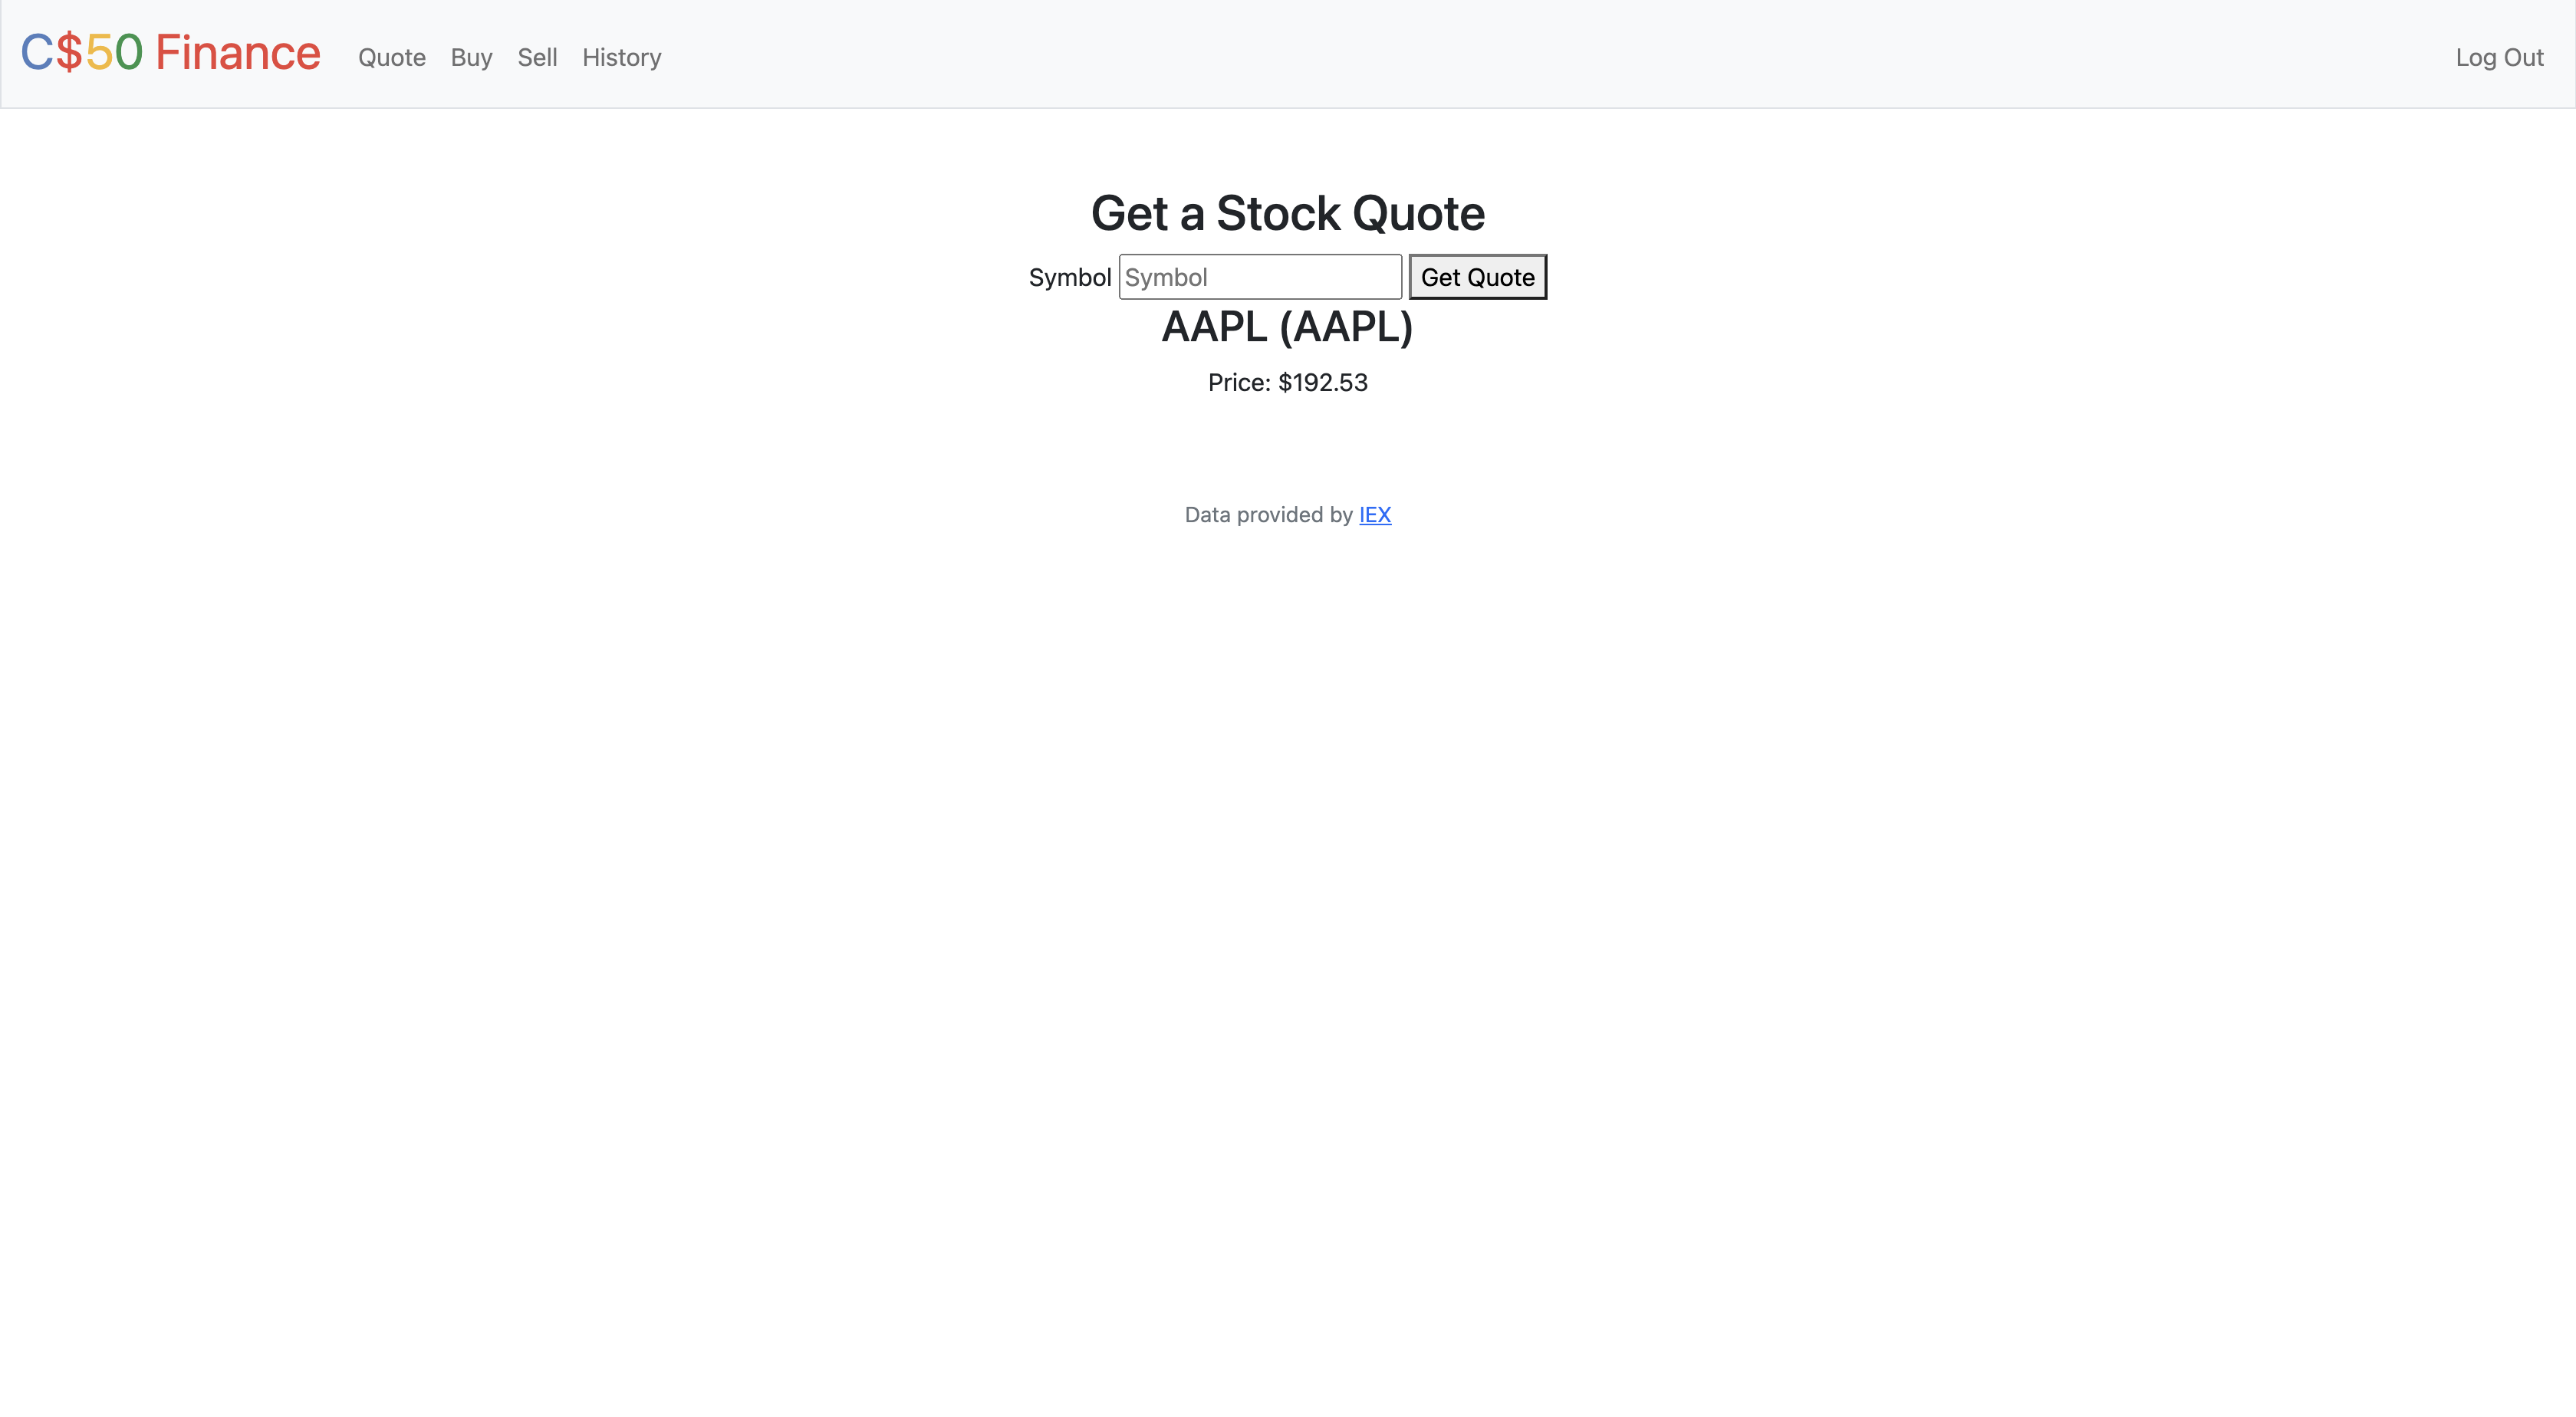 C$50 Finance Quote Buy Sell History Log Out
Get a Stock Quote
Symbol Symbol Get Quote
AAPL (AAPL)
Price: $192.53
Data provided by IEX